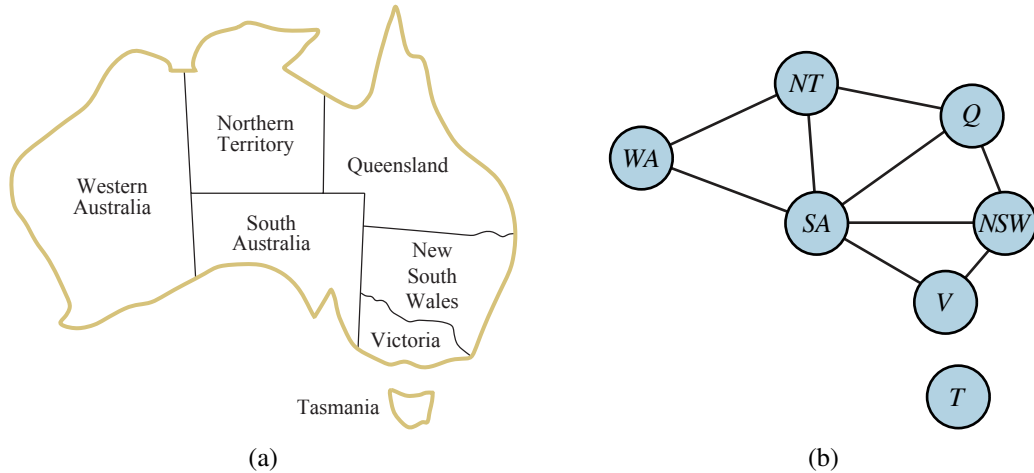 Northern
Territory
Western
Australia
Queensland
South
Australia
New
South
Wales
Victoria
Tasmania
(a)
NT
Q
WA
SA
NSW
V
T
(b)